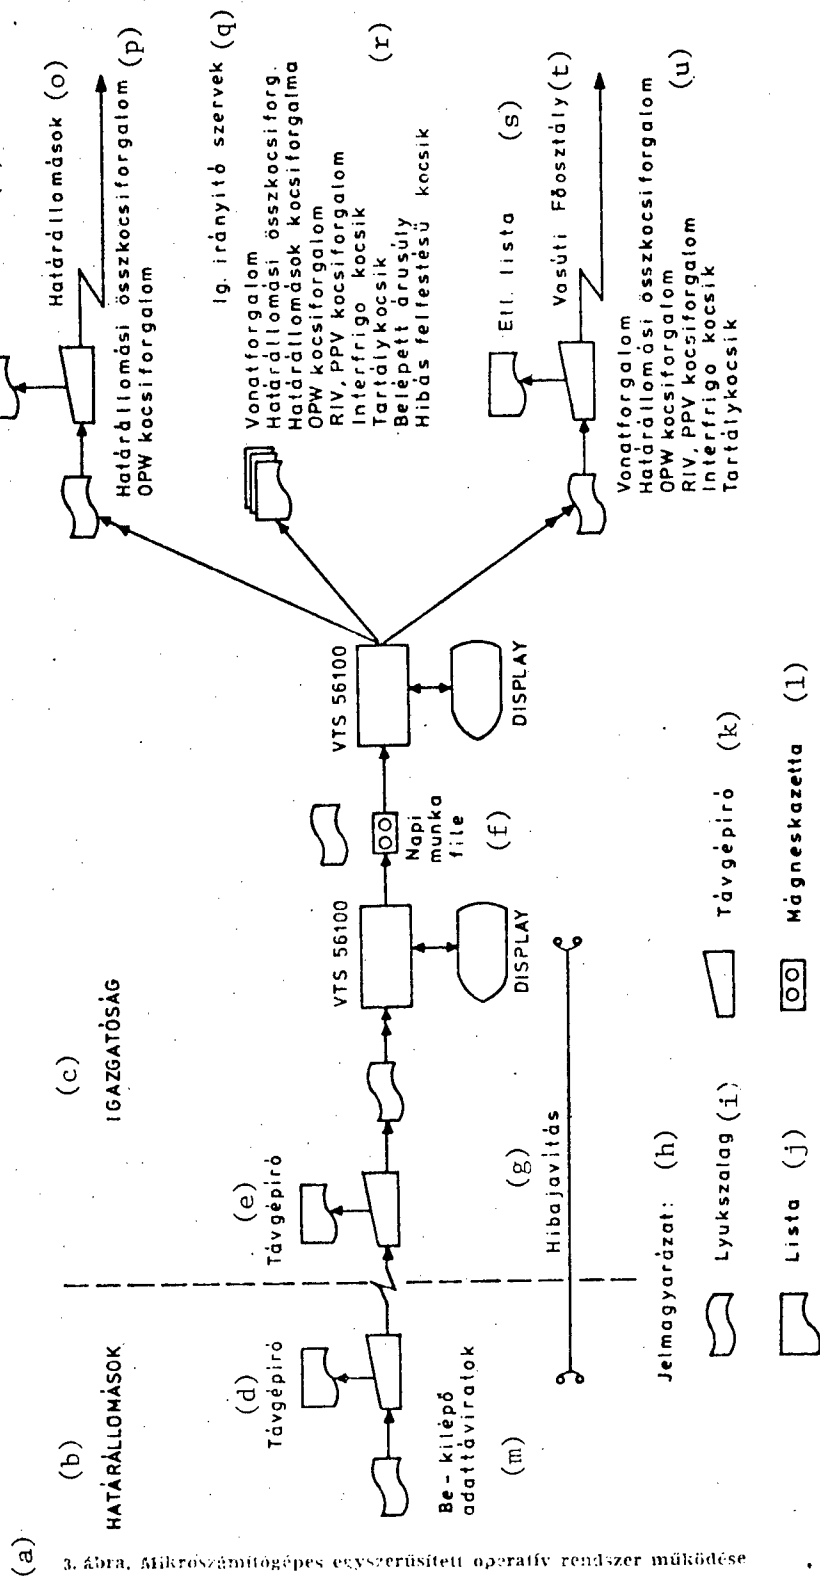 (a)
3. ábra. Mikroszámítógépes egyszerűsített operatív rendszer működése
(b)
HATÁRÁLLOMÁSOK
(c)
IGAZGATÓSÁG
(d)
Távgépíró
(e)
Távgépíró
Be-kilépő
adattáviratok
(m)
VTS 56100
DISPLAY
Napi
munka
file
(f)
VTS 56100
DISPLAY
(g)
Hibajavítás
Határállomások (o)
Határállomási összkocsiforgalom (p)
OPW kocsiforgalom
Ig. irányító szervek (q)
Vonatforgalom
Határállomási összkocsiforg.
Határállomások kocsiforgalma
OPW kocsiforgalom
RIV, PPV kocsiforgalom
Interfrigo kocsik
Tartálykocsik
Belépett árusúly
Hibás felfestésű kocsik
(r)
Ell. lista (s)
Vasúti Főosztály (t)
Vonatforgalom
Határállomási összkocsiforgalom
OPW kocsiforgalom
RIV, PPV kocsiforgalom
Interfrigo kocsik
Tartálykocsik
(u)
Jelmagyarázat: (h)
Lyukszalag (i)
Távgépíró (k)
Lista (j)
Mágneskazetta (l)